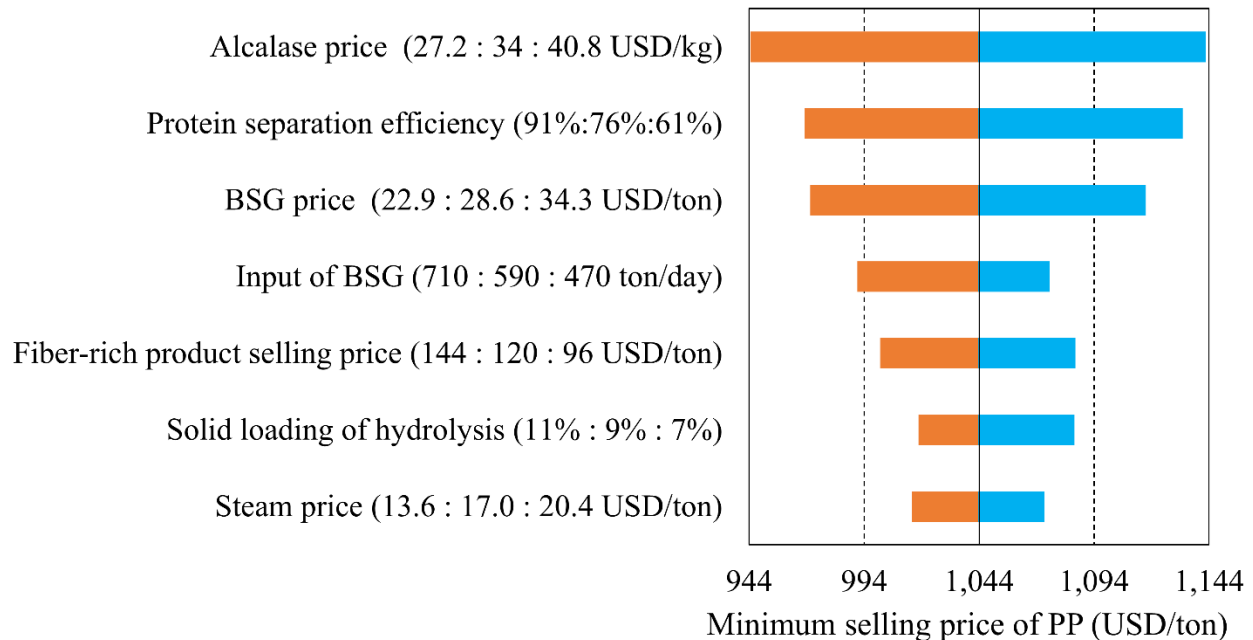 Alcalase price  (27.2 : 34 : 40.8 USD/kg)
Protein separation efficiency (91%:76%:61%)
BSG price  (22.9 : 28.6 : 34.3 USD/ton)
Input of BSG (710 : 590 : 470 ton/day)
Fiber-rich product selling price (144 : 120 : 96 USD/ton)
Solid loading of hydrolysis (11% : 9% : 7%)
Steam price (13.6 : 17.0 : 20.4 USD/ton)
944 994 1,044 1,094 1,144
Minimum selling price of PP (USD/ton)